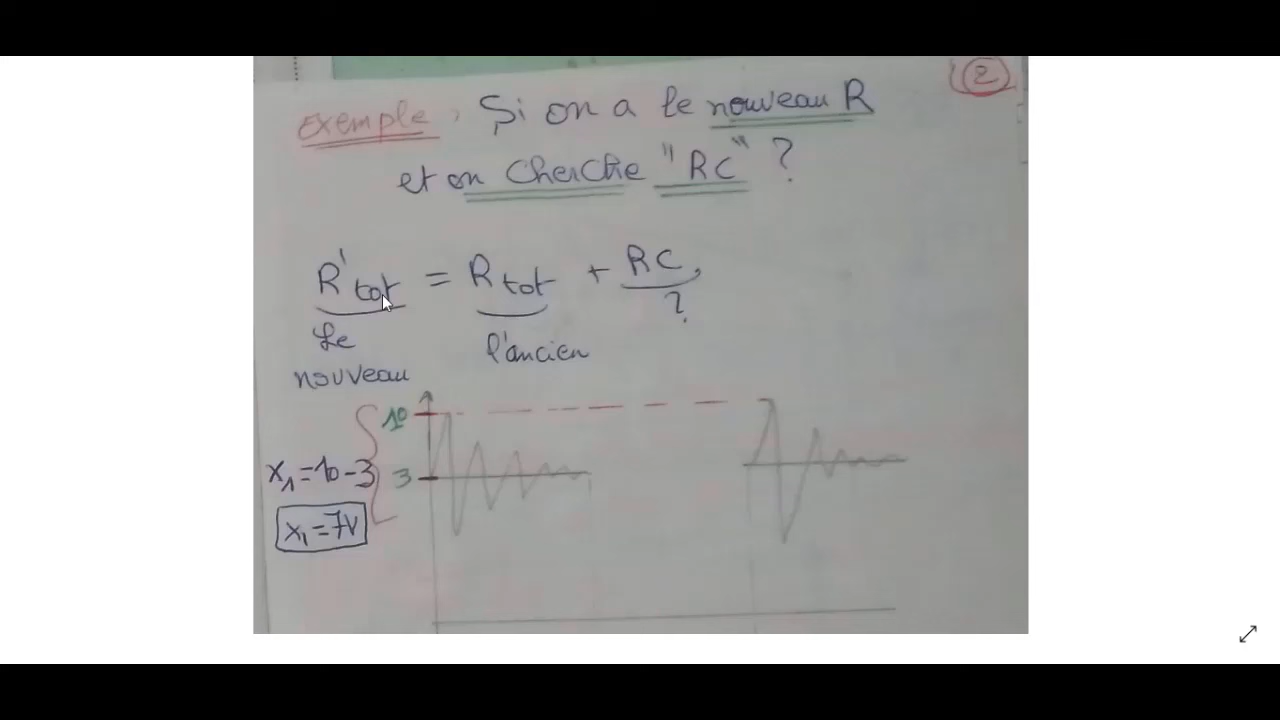 2
exemple, Si on a le nouveau R
et on cherche "RC" ?
R'tot = Rtot + RC,
?
le l'ancien
nouveau
10
x1=10-3 3
x1=7V